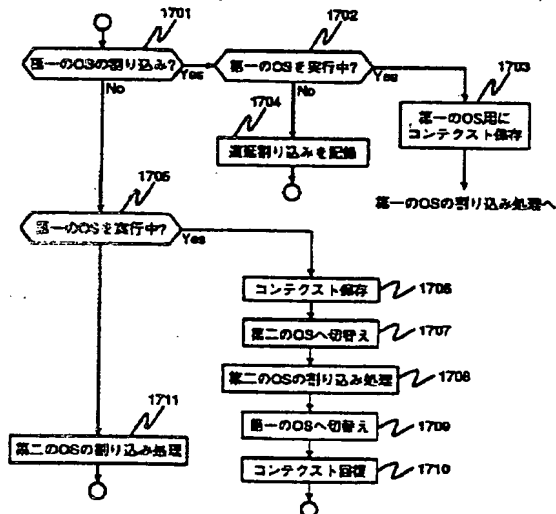 1701
第一のOSの割り込み?
Yes
No
1702
第一のOSを実行中?
Yes
No
1703
第一のOS用に
コンテクスト保存
第一のOSの割り込み処理へ
1704
遅延割り込みを記録
1705
第一のOSを実行中?
Yes
No
コンテクスト保存
1706
第二のOSへ切替え
1707
第二のOSの割り込み処理
1708
第一のOSへ切替え
1709
コンテクスト回復
1710
1711
第二のOSの割り込み処理